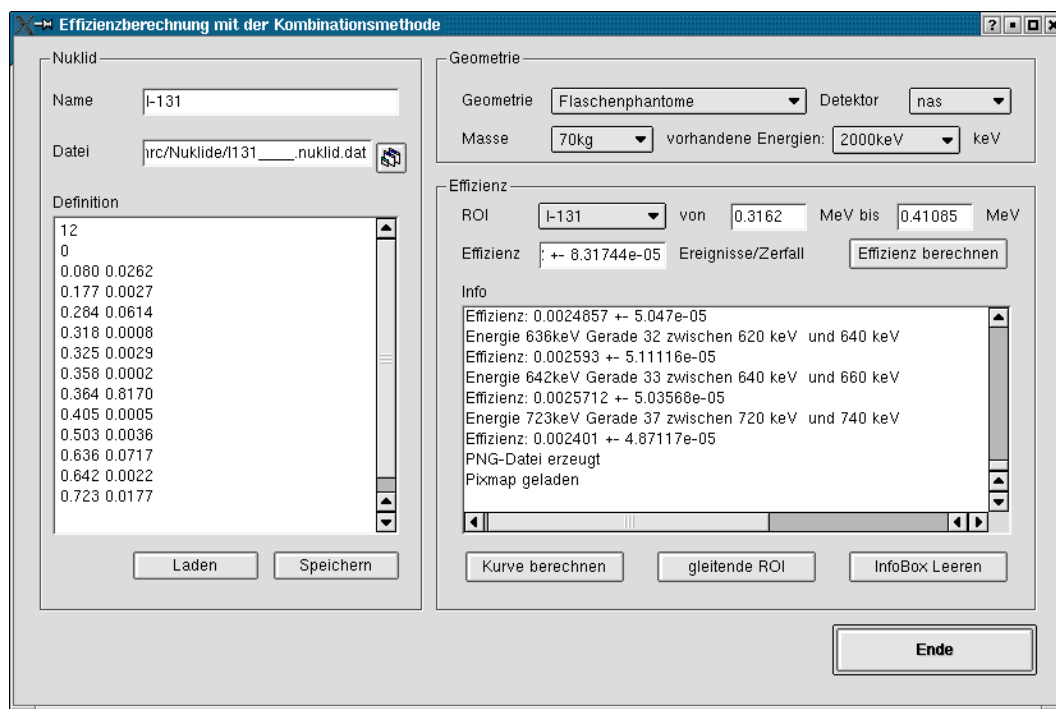 Effizienzberechnung mit der Kombinationsmethode
Nuklid
Name I-131
Datei nrc/Nuklide/I131____.nuklid.dat
Definition
12
0
0.080 0.0262
0.177 0.0027
0.284 0.0614
0.318 0.0008
0.325 0.0029
0.358 0.0002
0.364 0.8170
0.405 0.0005
0.503 0.0036
0.636 0.0717
0.642 0.0022
0.723 0.0177
Laden Speichern
Geometrie
Geometrie Flaschenphantome Detektor nas
Masse 70kg vorhandene Energien: 2000keV keV
Effizienz
ROI I-131 von 0.3162 MeV bis 0.41085 MeV
Effizienz +- 8.31744e-05 Ereignisse/Zerfall Effizienz berechnen
Info
Effizienz: 0.0024857 +- 5.047e-05
Energie 636keV Gerade 32 zwischen 620 keV und 640 keV
Effizienz: 0.002593 +- 5.11116e-05
Energie 642keV Gerade 33 zwischen 640 keV und 660 keV
Effizienz: 0.0025712 +- 5.03568e-05
Energie 723keV Gerade 37 zwischen 720 keV und 740 keV
Effizienz: 0.002401 +- 4.87117e-05
PNG-Datei erzeugt
Pixmap geladen
Kurve berechnen gleitende ROI InfoBox Leeren
Ende